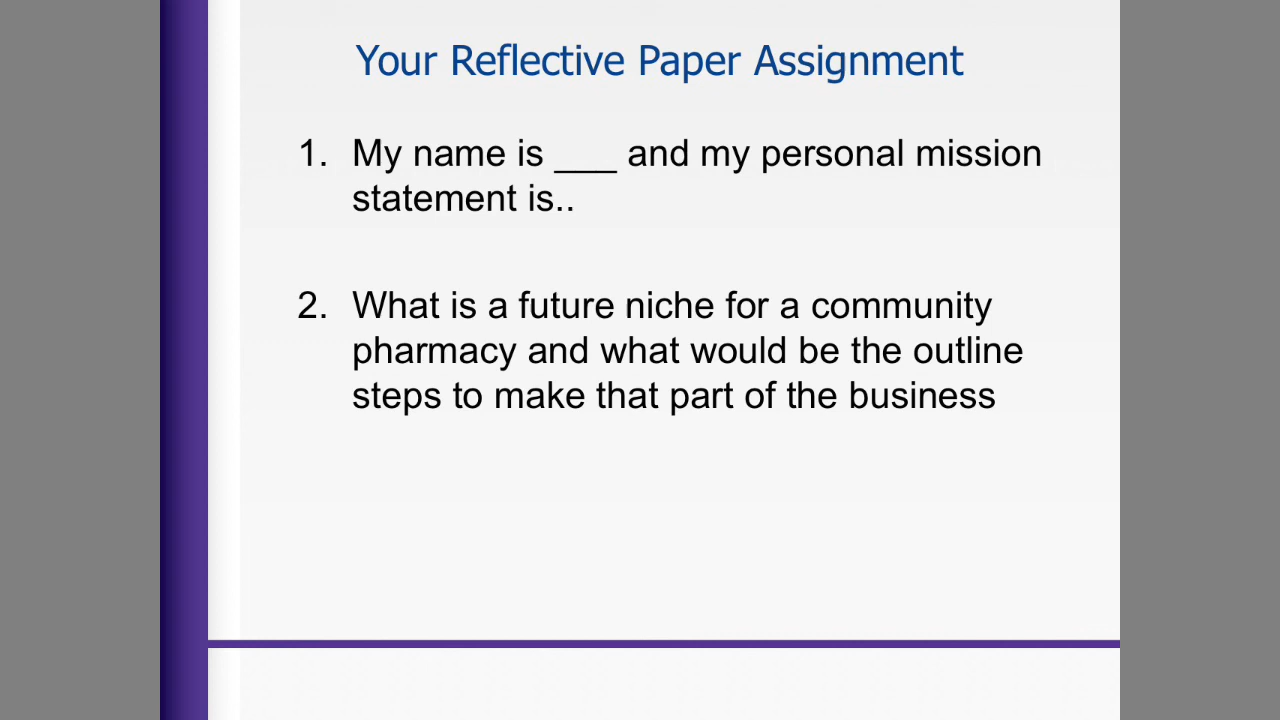 Your Reflective Paper Assignment
1. My name is ___ and my personal mission
statement is..
2. What is a future niche for a community
pharmacy and what would be the outline
steps to make that part of the business